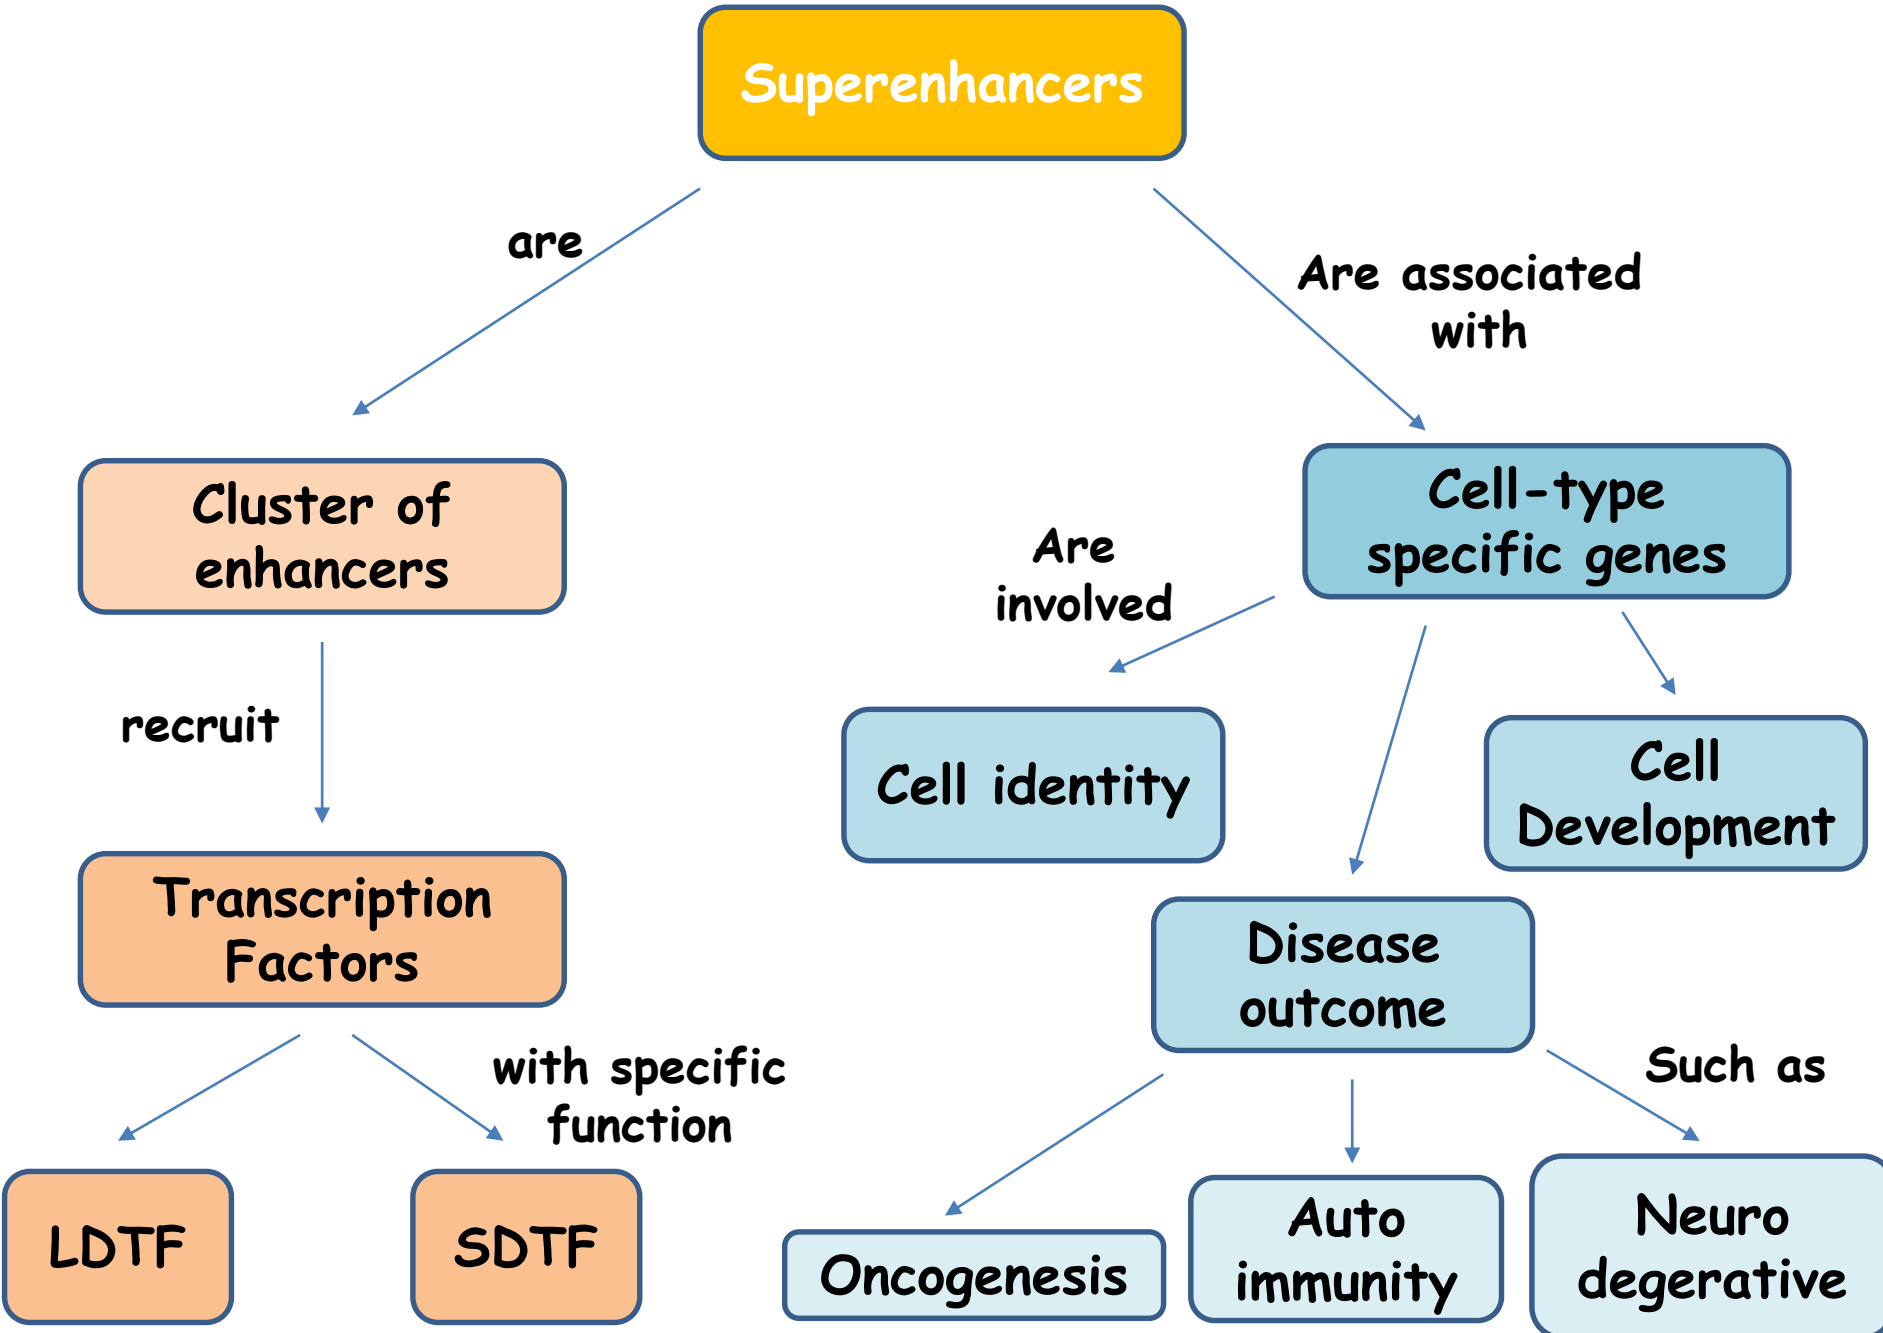 Superenhancers
are
Are associated
with
Cluster of
enhancers
Cell-type
specific genes
Are
involved
recruit
Cell identity
Cell
Development
Transcription
Factors
Disease
outcome
with specific
function
Such as
LDTF
SDTF
Oncogenesis
Auto
immunity
Neuro
degerative